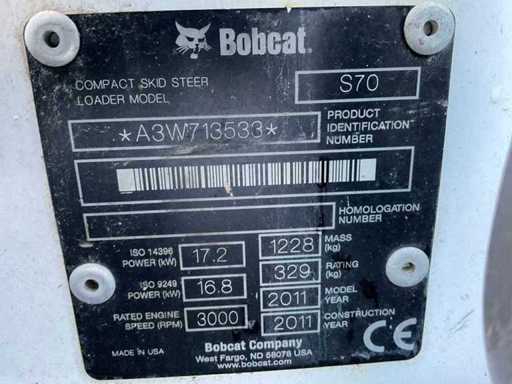 Bobcat.
COMPACT SKID STEER
LOADER MODEL
S70
*A3W713533*
PRODUCT
IDENTIFICATION
NUMBER
HOMOLOGATION
NUMBER
ISO 14396
POWER (kW)
17.2
1228
MASS
(kg)
ISO 9249
POWER (kW)
16.8
329
RATING
(kg)
2011
MODEL
YEAR
RATED ENGINE
SPEED (RPM)
3000
2011
CONSTRUCTION
YEAR
MADE IN USA
Bobcat Company
West Fargo, ND 58078 USA
www.bobcat.com
CE